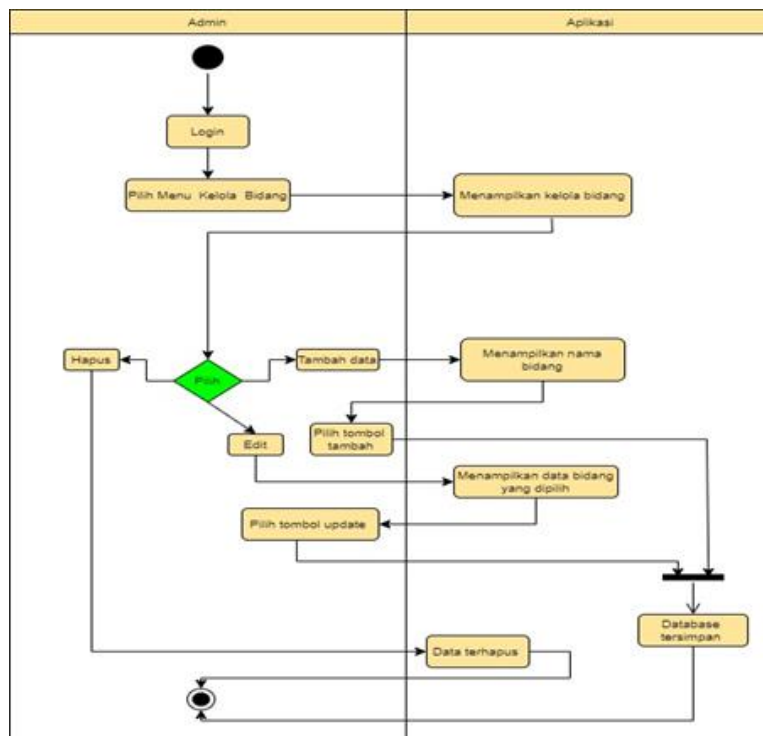 Admin
Aplikasi
Login
Pilih Menu Kelola Bidang
Menampilkan kelola bidang
Hapus
Pilih
Tambah data
Menampilkan nama
bidang
Edit
Pilih tombol
tambah
Menampilkan data bidang
yang dipilih
Pilih tombol update
Database
tersimpan
Data terhapus